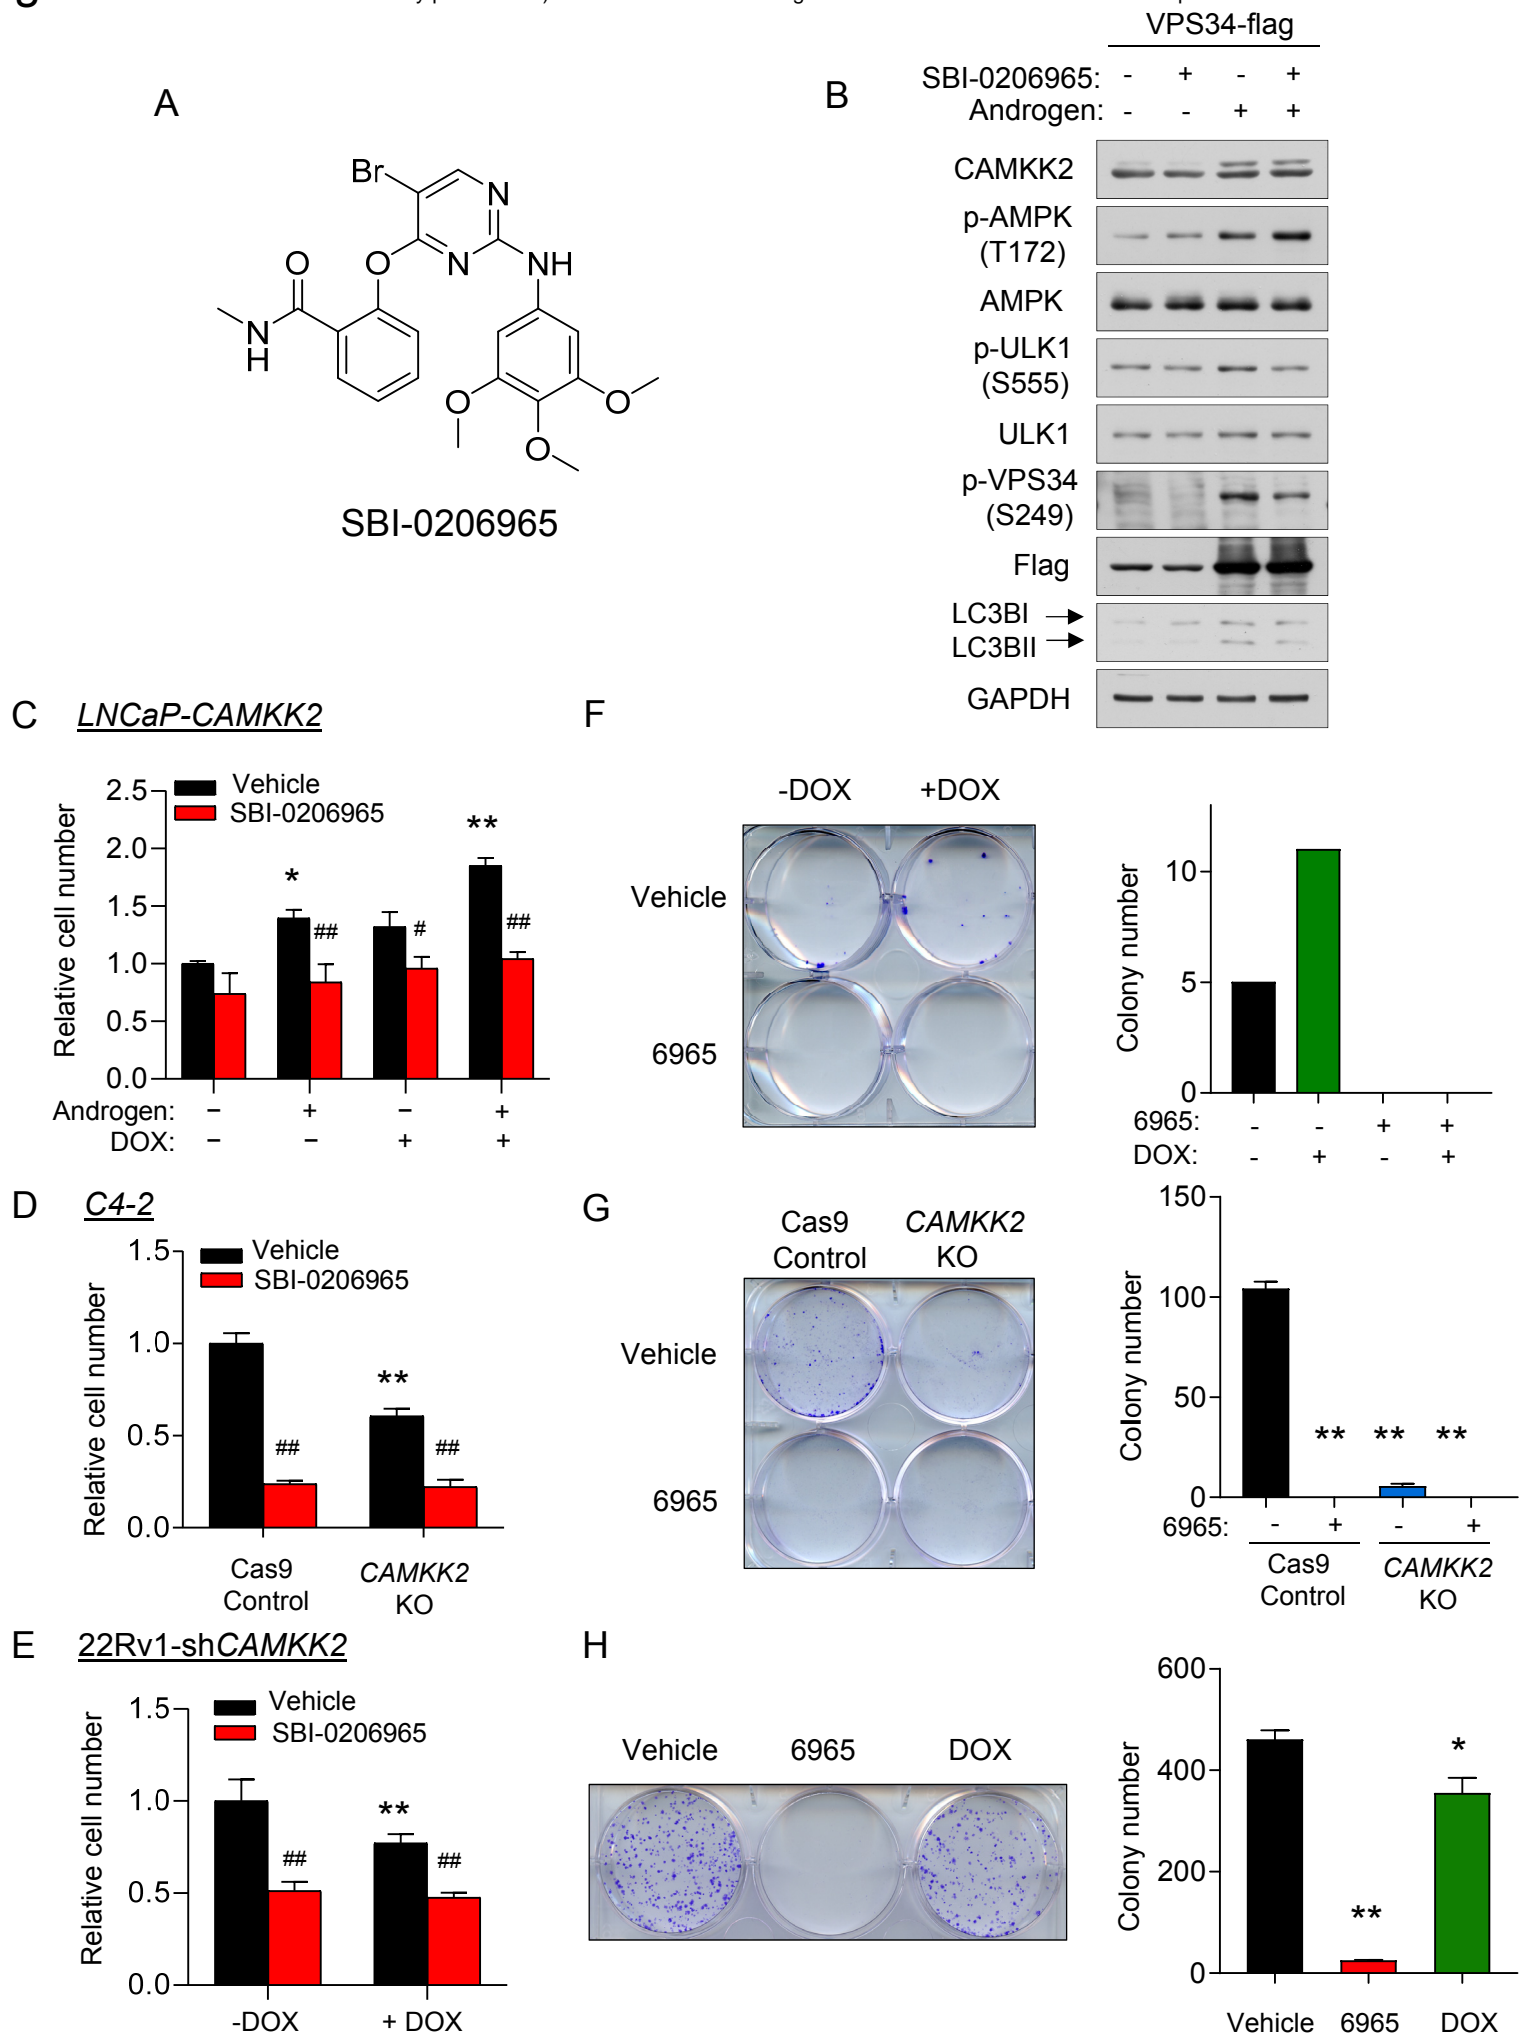 A
Br
N
N
NH
O
O
N
H
O
O
O
SBI-0206965
B
VPS34-flag
SBI-0206965: - + - +
Androgen: - - + +
CAMKK2
p-AMPK
(T172)
AMPK
p-ULK1
(S555)
ULK1
p-VPS34
(S249)
Flag
LC3BI
LC3BII
GAPDH
C LNCaP-CAMKK2
Vehicle
SBI-0206965
Relative cell number
2.5
2.0
1.5
1.0
0.5
0.0
* ## # ** ##
Androgen: − + − +
DOX: − − + +
D C4-2
Vehicle
SBI-0206965
Relative cell number
1.5
1.0
0.5
0.0
## ** ##
Cas9
Control
CAMKK2
KO
E 22Rv1-shCAMKK2
Vehicle
SBI-0206965
Relative cell number
1.5
1.0
0.5
0.0
## ** ##
-DOX + DOX
F
-DOX +DOX
Vehicle
6965
Colony number
10
5
0
6965: - - + +
DOX: - + - +
G
Cas9
Control
CAMKK2
KO
Vehicle
6965
Colony number
150
100
50
0
** ** **
6965: - + - +
Cas9
Control
CAMKK2
KO
H
Vehicle 6965 DOX
Colony number
600
400
200
0
** *
Vehicle 6965 DOX